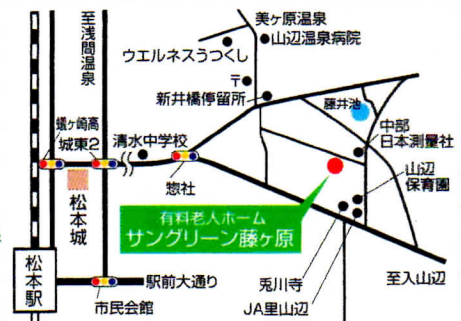 至浅間温泉
美ヶ原温泉
山辺温泉病院
ウエルネスうつくし
〒
新井橋停留所
藤井池
蟻ヶ崎高
城東2
清水中学校
中部
日本測量社
惣社
山辺
保育園
松本城
有料老人ホーム
サングリーン藤ヶ原
松本駅
駅前大通り
兎川寺
至入山辺
市民会館
JA里山辺